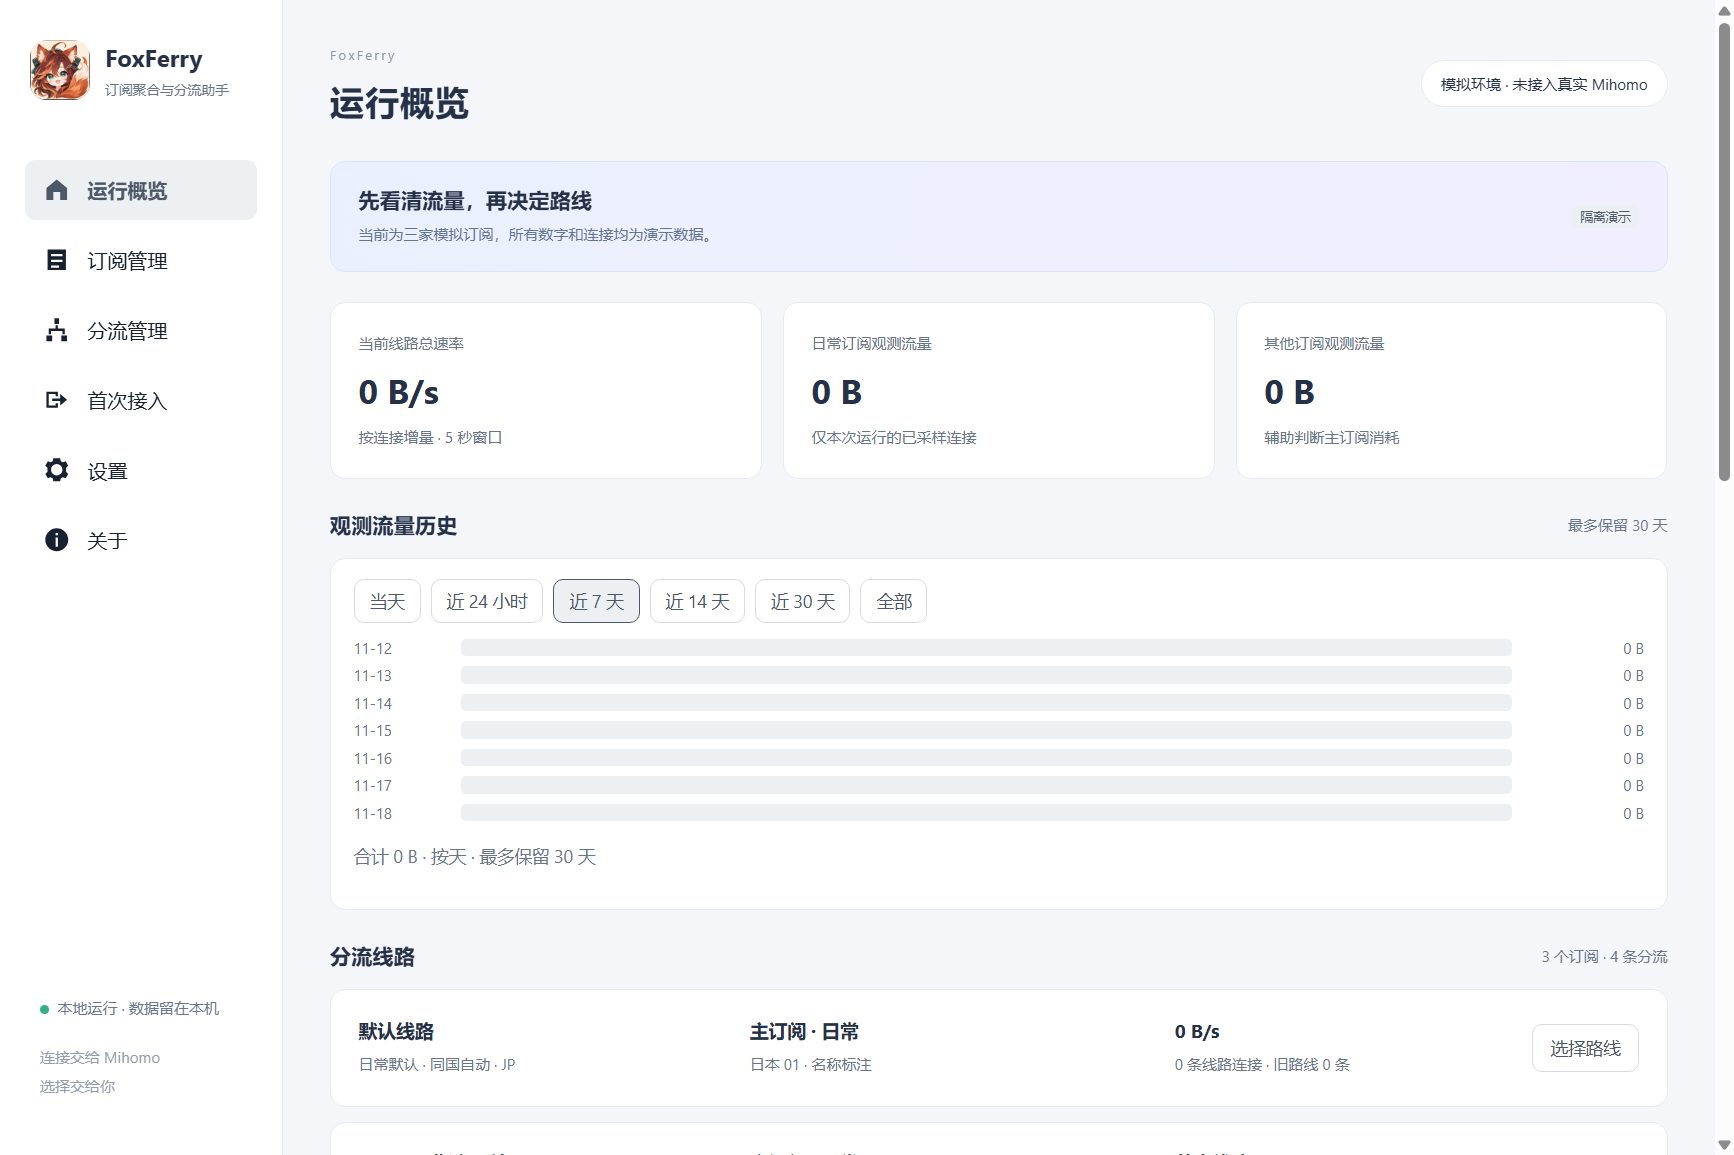 FoxFerry
订阅聚合与分流助手
运行概览
订阅管理
分流管理
首次接入
设置
关于
本地运行 · 数据留在本机
连接交给 Mihomo
选择交给你
FoxFerry
运行概览
模拟环境 · 未接入真实 Mihomo
先看清流量，再决定路线
当前为三家模拟订阅，所有数字和连接均为演示数据。
隔离演示
当前线路总速率
0 B/s
按连接增量 · 5 秒窗口
日常订阅观测流量
0 B
仅本次运行的已采样连接
其他订阅观测流量
0 B
辅助判断主订阅消耗
观测流量历史
最多保留 30 天
当天 近 24 小时 近 7 天 近 14 天 近 30 天 全部
11-12 0 B
11-13 0 B
11-14 0 B
11-15 0 B
11-16 0 B
11-17 0 B
11-18 0 B
合计 0 B · 按天 · 最多保留 30 天
分流线路
3 个订阅 · 4 条分流
默认线路
日常默认 · 同国自动 · JP
主订阅 · 日常
日本 01 · 名称标注
0 B/s
0 条线路连接 · 旧路线 0 条
选择路线